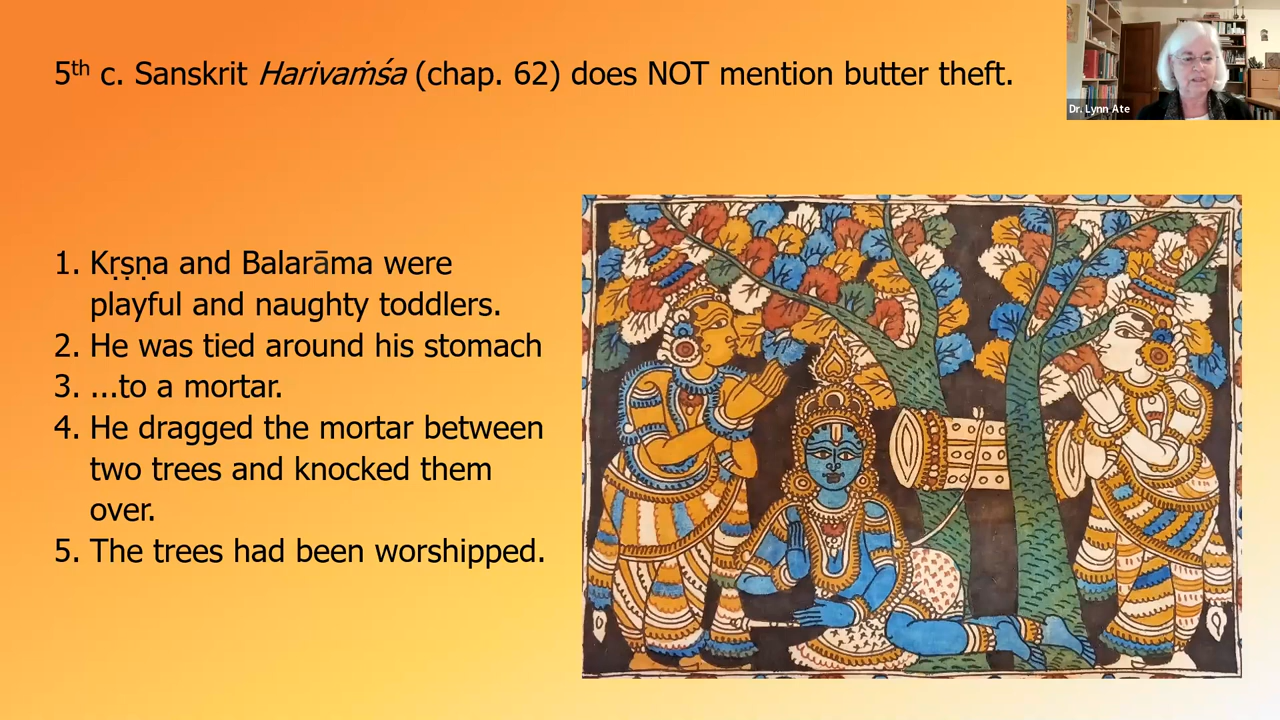 5th c. Sanskrit Harivaṁśa (chap. 62) does NOT mention butter theft.
Dr. Lynn Ate
1. Kṛṣṇa and Balarāma were
playful and naughty toddlers.
2. He was tied around his stomach
3. ...to a mortar.
4. He dragged the mortar between
two trees and knocked them
over.
5. The trees had been worshipped.